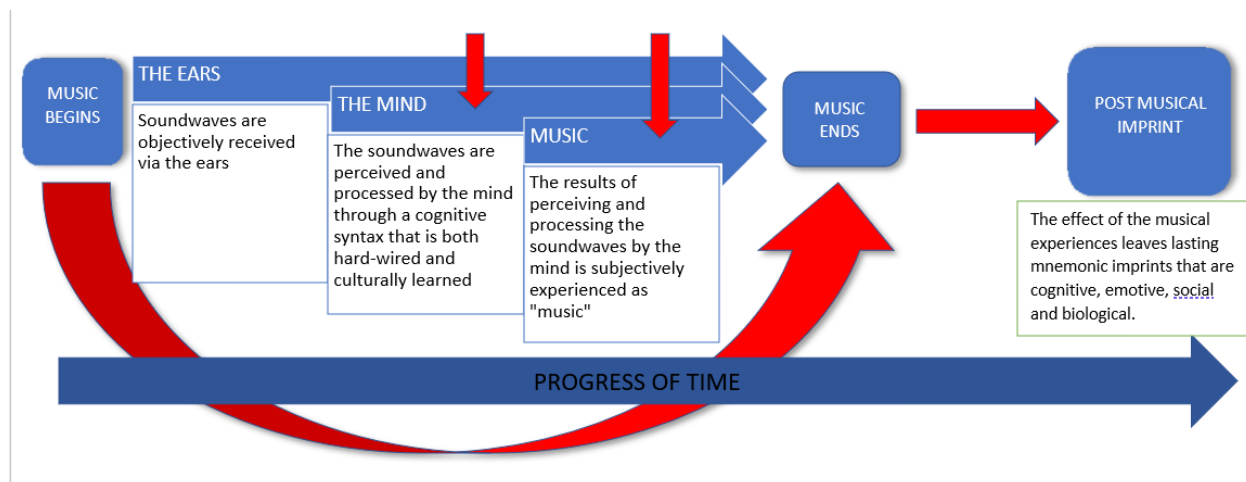 MUSIC
BEGINS
THE EARS
Soundwaves are
objectively received
via the ears
THE MIND
The soundwaves are
perceived and
processed by the mind
through a cognitive
syntax that is both
hard-wired and
culturally learned
MUSIC
The results of
perceiving and
processing the
soundwaves by the
mind is subjectively
experienced as
"music"
MUSIC
ENDS
POST MUSICAL
IMPRINT
The effect of the musical
experiences leaves lasting
mnemonic imprints that are
cognitive, emotive, social
and biological.
PROGRESS OF TIME